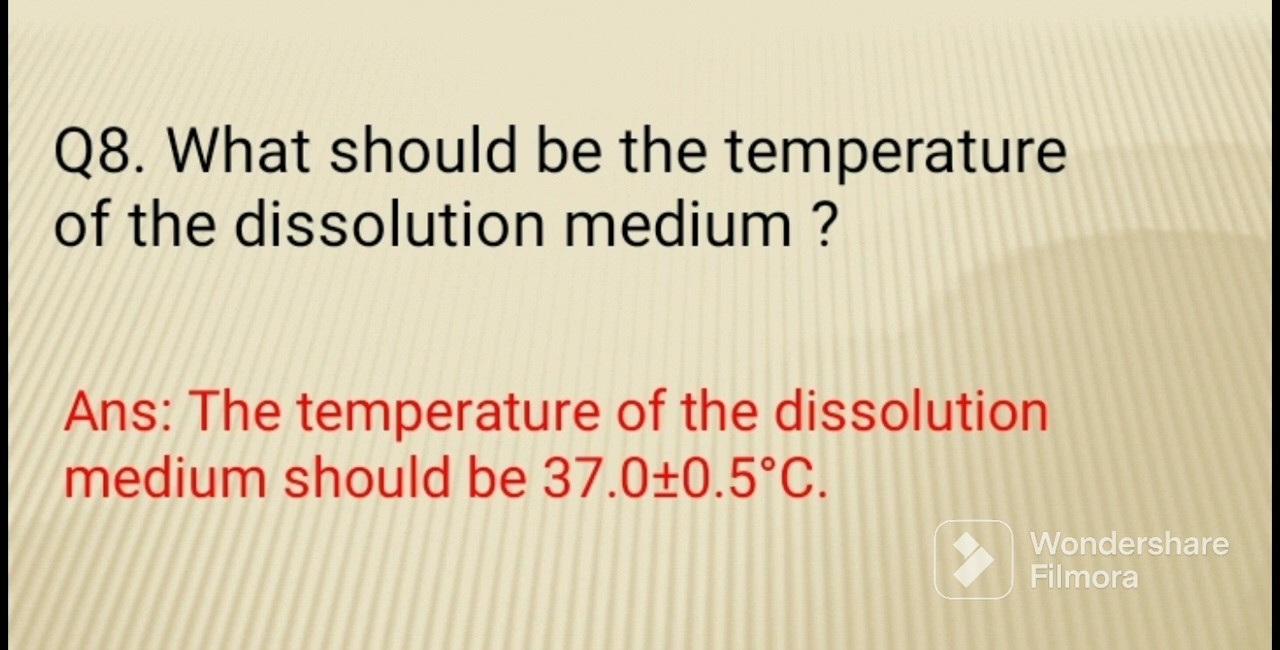 Q8. What should be the temperature
of the dissolution medium ?
Ans: The temperature of the dissolution
medium should be 37.0±0.5°C.
Wondershare
Filmora